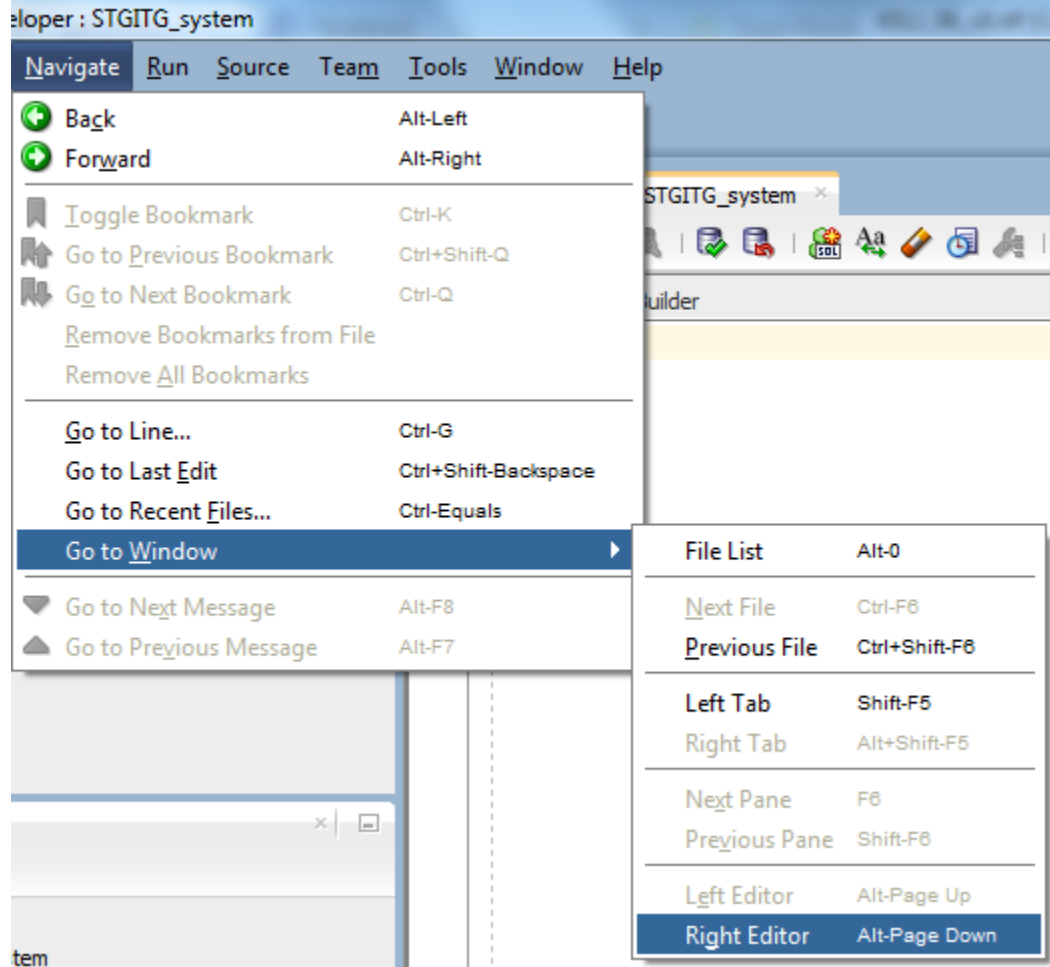 eloper : STGITG_system
Navigate Run Source Team Tools Window Help
Back Alt-Left
Forward Alt-Right
STGITG_system
Toggle Bookmark Ctrl-K
Go to Previous Bookmark Ctrl+Shift-Q
SQL
Go to Next Bookmark Ctrl-Q
uilder
Remove Bookmarks from File
Remove All Bookmarks
Go to Line... Ctrl-G
Go to Last Edit Ctrl+Shift-Backspace
Go to Recent Files... Ctrl-Equals
Go to Window
File List Alt-0
Go to Next Message Alt-F8
Next File Ctrl-F6
Go to Previous Message Alt-F7
Previous File Ctrl+Shift-F6
Left Tab Shift-F5
Right Tab Alt+Shift-F5
Next Pane F6
Previous Pane Shift-F6
Left Editor Alt-Page Up
Right Editor Alt-Page Down
tem